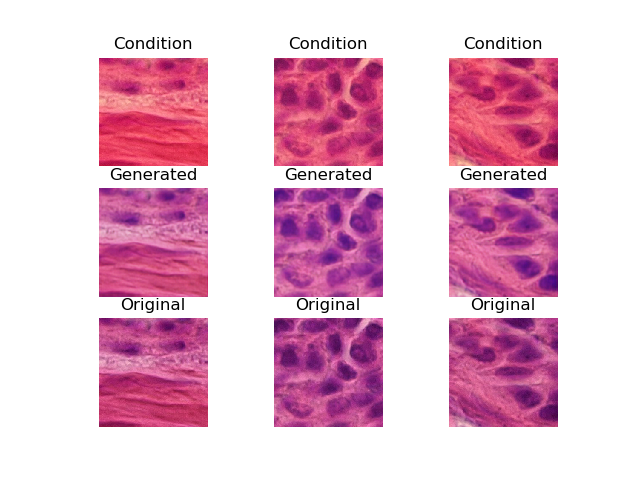 Condition Condition Condition
Generated Generated Generated
Original Original Original